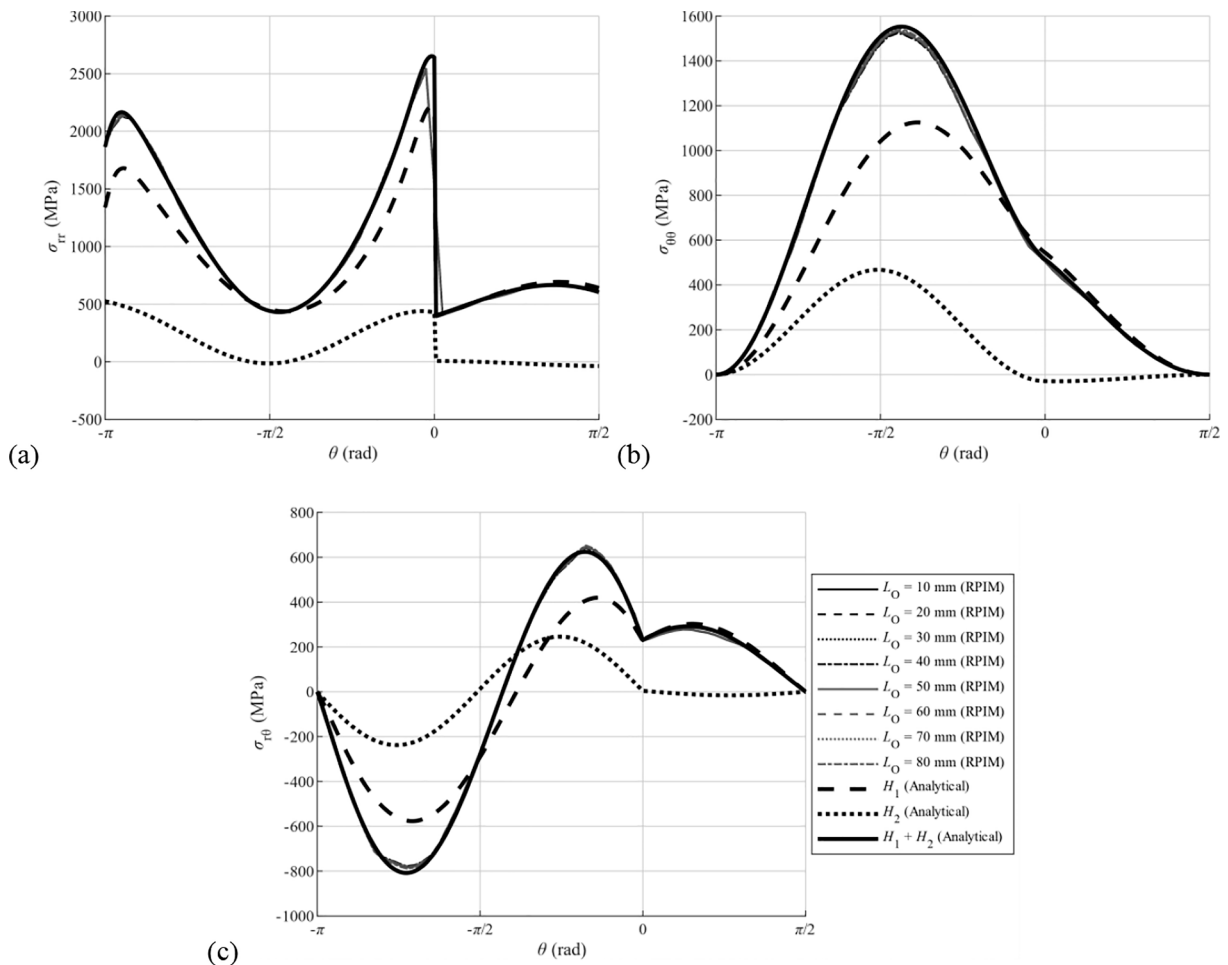 3000
2500
2000
1500
1000
500
0
-500
σrr (MPa)
-π
-π/2
0
π/2
θ (rad)
(a)
1600
1400
1200
1000
800
600
400
200
0
-200
σθθ (MPa)
-π
-π/2
0
π/2
θ (rad)
(b)
800
600
400
200
0
-200
-400
-600
-800
-1000
σrθ (MPa)
-π
-π/2
0
π/2
θ (rad)
(c)
LO = 10 mm (RPIM)
LO = 20 mm (RPIM)
LO = 30 mm (RPIM)
LO = 40 mm (RPIM)
LO = 50 mm (RPIM)
LO = 60 mm (RPIM)
LO = 70 mm (RPIM)
LO = 80 mm (RPIM)
H1 (Analytical)
H2 (Analytical)
H1 + H2 (Analytical)